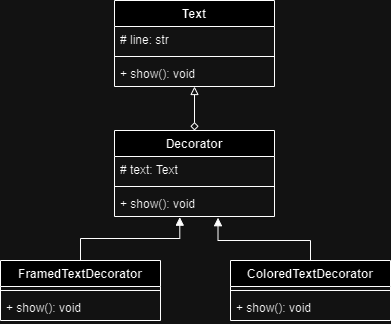 Text
# line: str
+ show(): void
Decorator
# text: Text
+ show(): void
FramedTextDecorator
ColoredTextDecorator
+ show(): void
+ show(): void